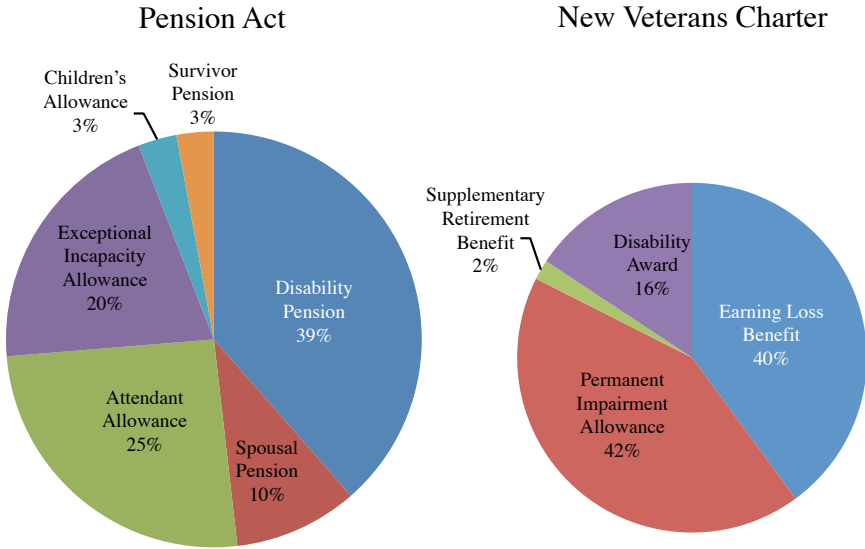 Pension Act
Children's
Allowance
3%
Survivor
Pension
3%
Exceptional
Incapacity
Allowance
20%
Disability
Pension
39%
Attendant
Allowance
25%
Spousal
Pension
10%
New Veterans Charter
Supplementary
Retirement
Benefit
2%
Disability
Award
16%
Earning Loss
Benefit
40%
Permanent
Impairment
Allowance
42%